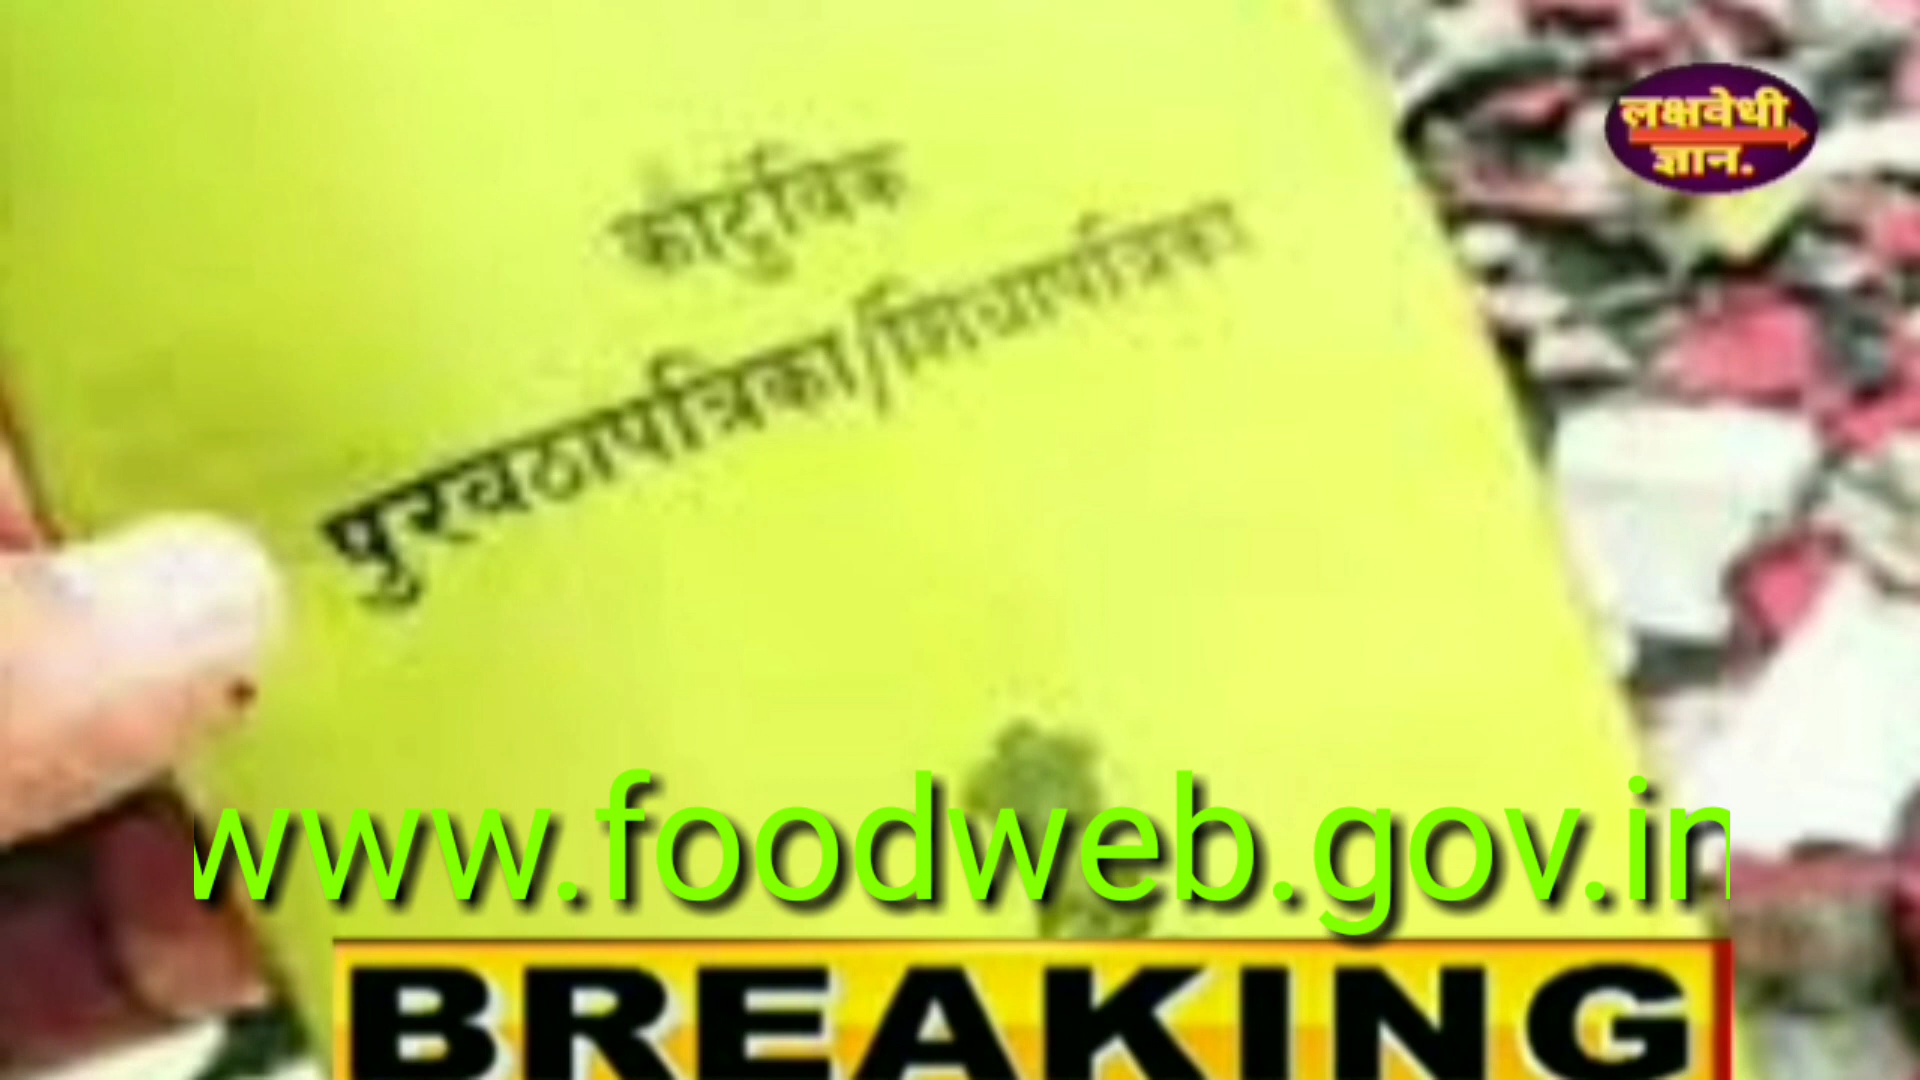 लक्षवेधी
ज्ञान.
कौटुंबिक
पुरवठापत्रिका/शिधापत्रिका
www.foodweb.gov.in
BREAKING